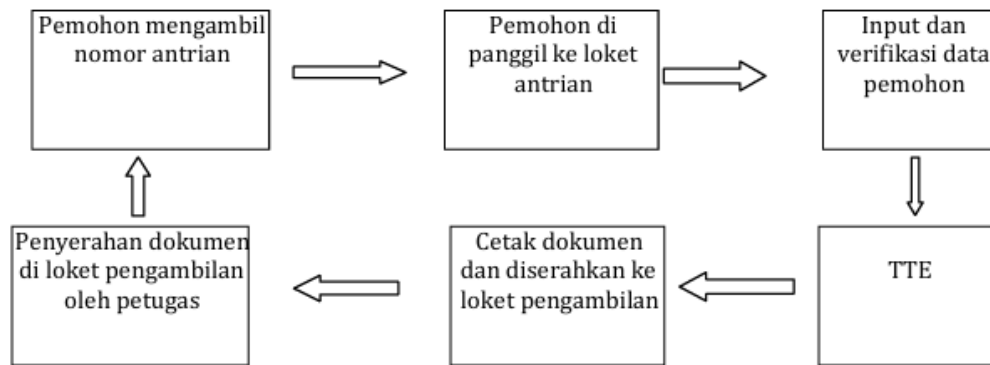 Pemohon mengambil
nomor antrian
Pemohon di
panggil ke loket
antrian
Input dan
verifikasi data
pemohon
TTE
Cetak dokumen
dan diserahkan ke
loket pengambilan
Penyerahan dokumen
di loket pengambilan
oleh petugas